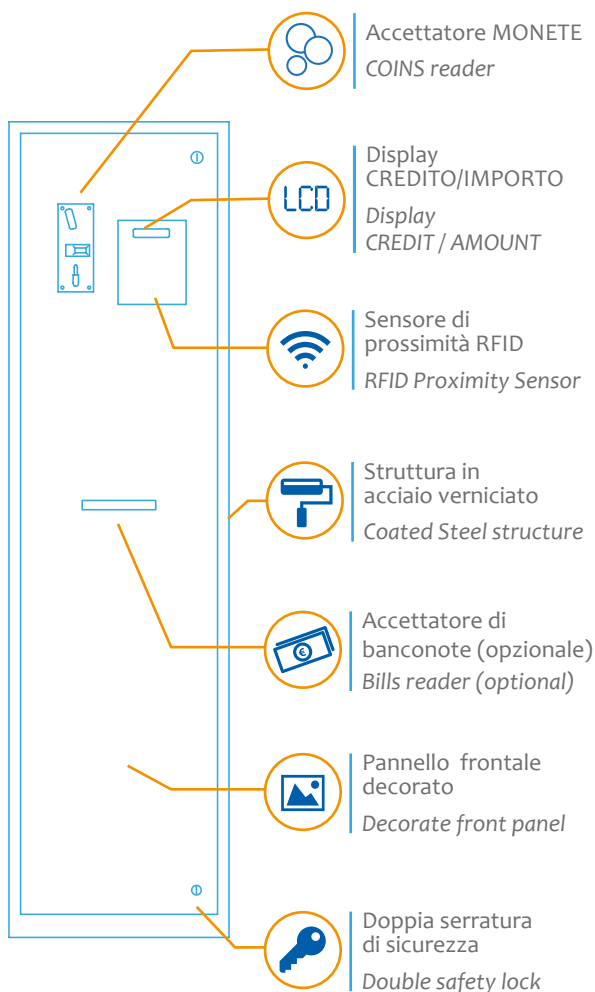 Accettatore MONETE
COINS reader
Display
CREDITO/IMPORTO
Display
CREDIT / AMOUNT
LCD
Sensore di
prossimità RFID
RFID Proximity Sensor
Struttura in
acciaio verniciato
Coated Steel structure
Accettatore di
banconote (opzionale)
Bills reader (optional)
€
Pannello frontale
decorato
Decorate front panel
Doppia serratura
di sicurezza
Double safety lock